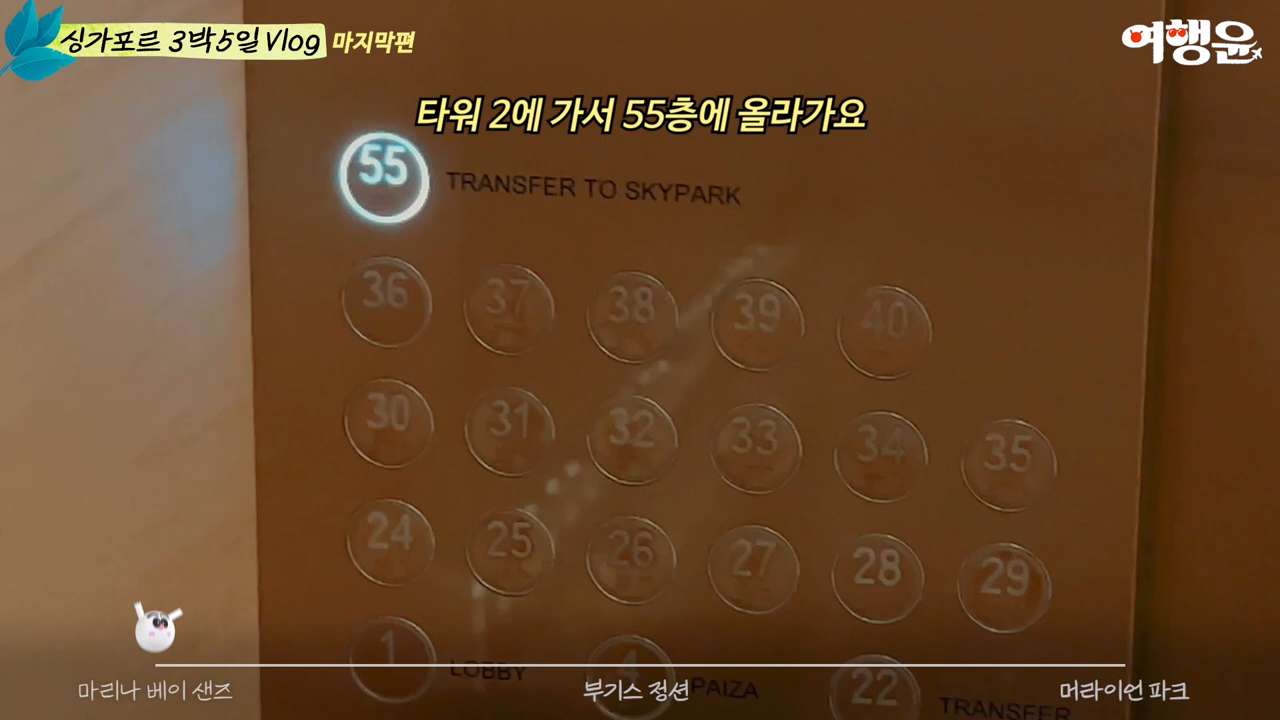 싱가포르 3박5일 Vlog 마지막편
여행윤
타워 2에 가서 55층에 올라가요
55 TRANSFER TO SKYPARK
36 37 38 39 40
30 31 32 33 34 35
24 25 26 27 28 29
1 LOBBY 4 PAIZA 22 TRANSFER
마리나 베이 샌즈 부기스 정션 머라이언 파크